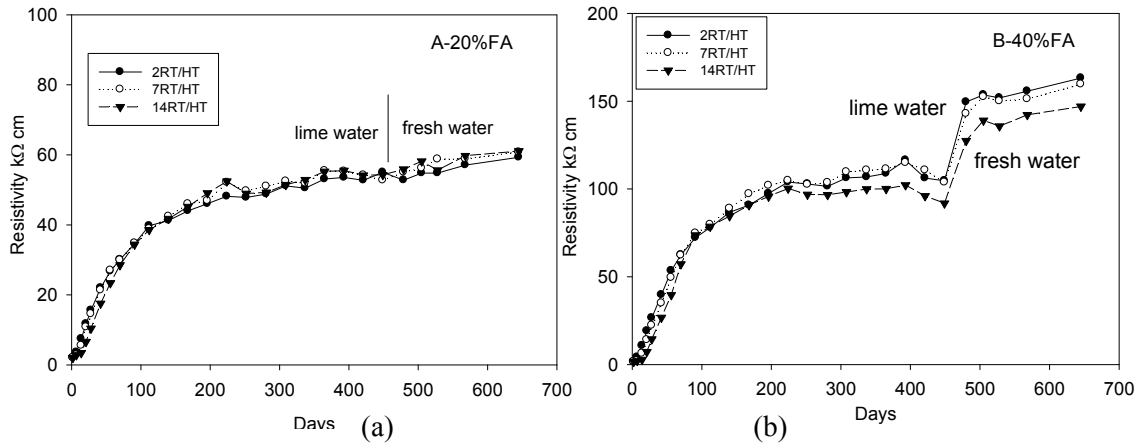 A-20%FA
2RT/HT
7RT/HT
14RT/HT
lime water
fresh water
Resistivity kΩ cm
100
80
60
40
20
0
0 100 200 300 400 500 600 700
Days
(a)
B-40%FA
2RT/HT
7RT/HT
14RT/HT
lime water
fresh water
Resistivity kΩ cm
200
150
100
50
0
0 100 200 300 400 500 600 700
Days
(b)